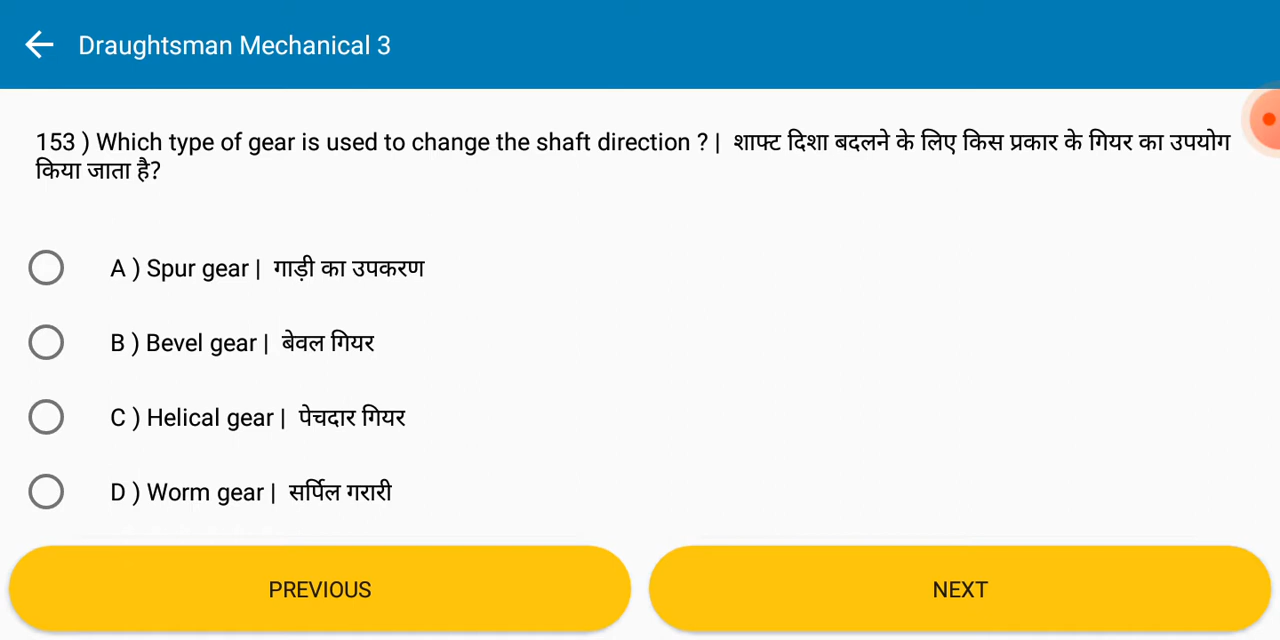 Draughtsman Mechanical 3
153 ) Which type of gear is used to change the shaft direction ? | शाफ्ट दिशा बदलने के लिए किस प्रकार के गियर का उपयोग
किया जाता है?
A ) Spur gear | गाड़ी का उपकरण
B ) Bevel gear | बेवल गियर
C ) Helical gear | पेचदार गियर
D ) Worm gear | सर्पिल गरारी
PREVIOUS NEXT